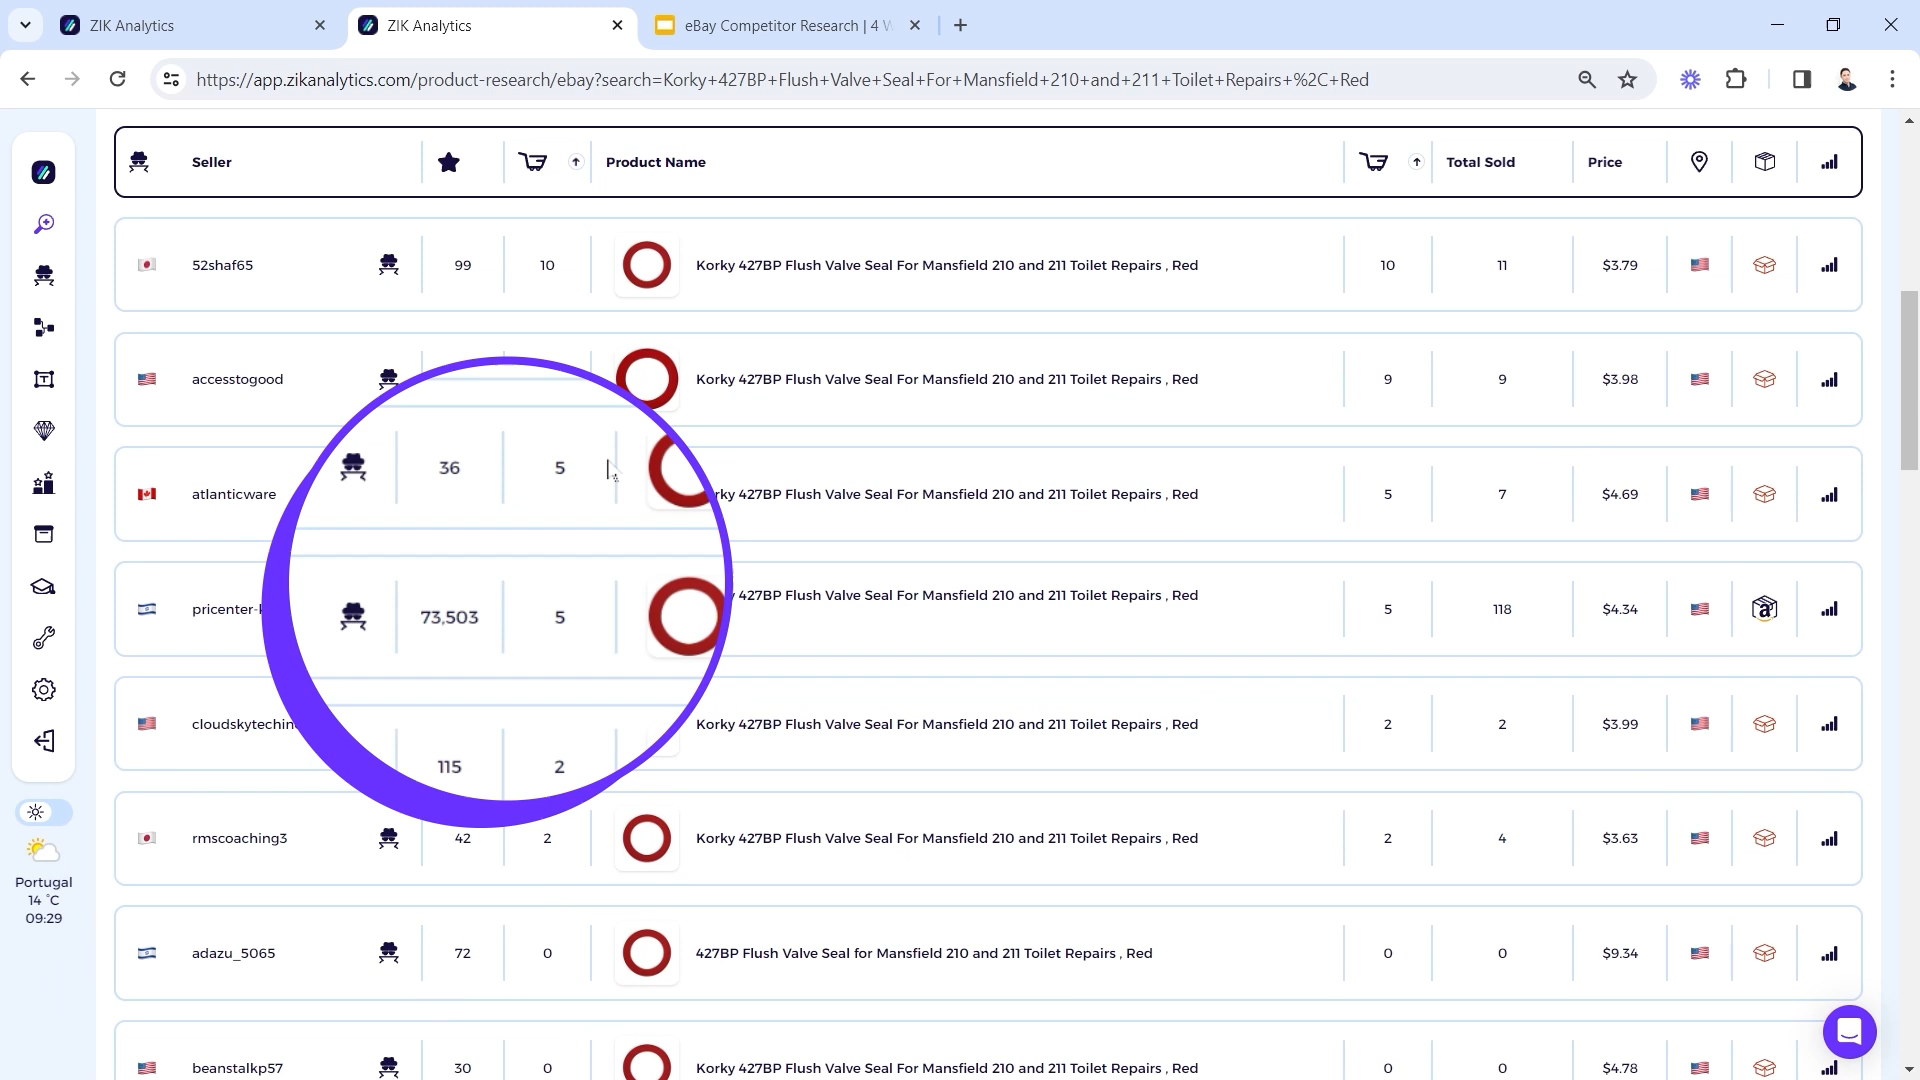 ZIK Analytics
ZIK Analytics
eBay Competitor Research | 4 W
https://app.zikanalytics.com/product-research/ebay?search=Korky+427BP+Flush+Valve+Seal+For+Mansfield+210+and+211+Toilet+Repairs+%2C+Red
Seller Product Name Total Sold Price
52shaf65 99 10 Korky 427BP Flush Valve Seal For Mansfield 210 and 211 Toilet Repairs , Red 10 11 $3.79
accesstogood Korky 427BP Flush Valve Seal For Mansfield 210 and 211 Toilet Repairs , Red 9 9 $3.98
36 5
atlanticware rky 427BP Flush Valve Seal For Mansfield 210 and 211 Toilet Repairs , Red 5 7 $4.69
pricenter- 427BP Flush Valve Seal For Mansfield 210 and 211 Toilet Repairs , Red 5 118 $4.34
73,503 5
cloudskytechin Korky 427BP Flush Valve Seal For Mansfield 210 and 211 Toilet Repairs , Red 2 2 $3.99
115 2
rmscoaching3 42 2 Korky 427BP Flush Valve Seal For Mansfield 210 and 211 Toilet Repairs , Red 2 4 $3.63
adazu_5065 72 0 427BP Flush Valve Seal for Mansfield 210 and 211 Toilet Repairs , Red 0 0 $9.34
beanstalkp57 30 0 Korky 427BP Flush Valve Seal For Mansfield 210 and 211 Toilet Repairs , Red 0 0 $4.78
Portugal
14 °C
09:29